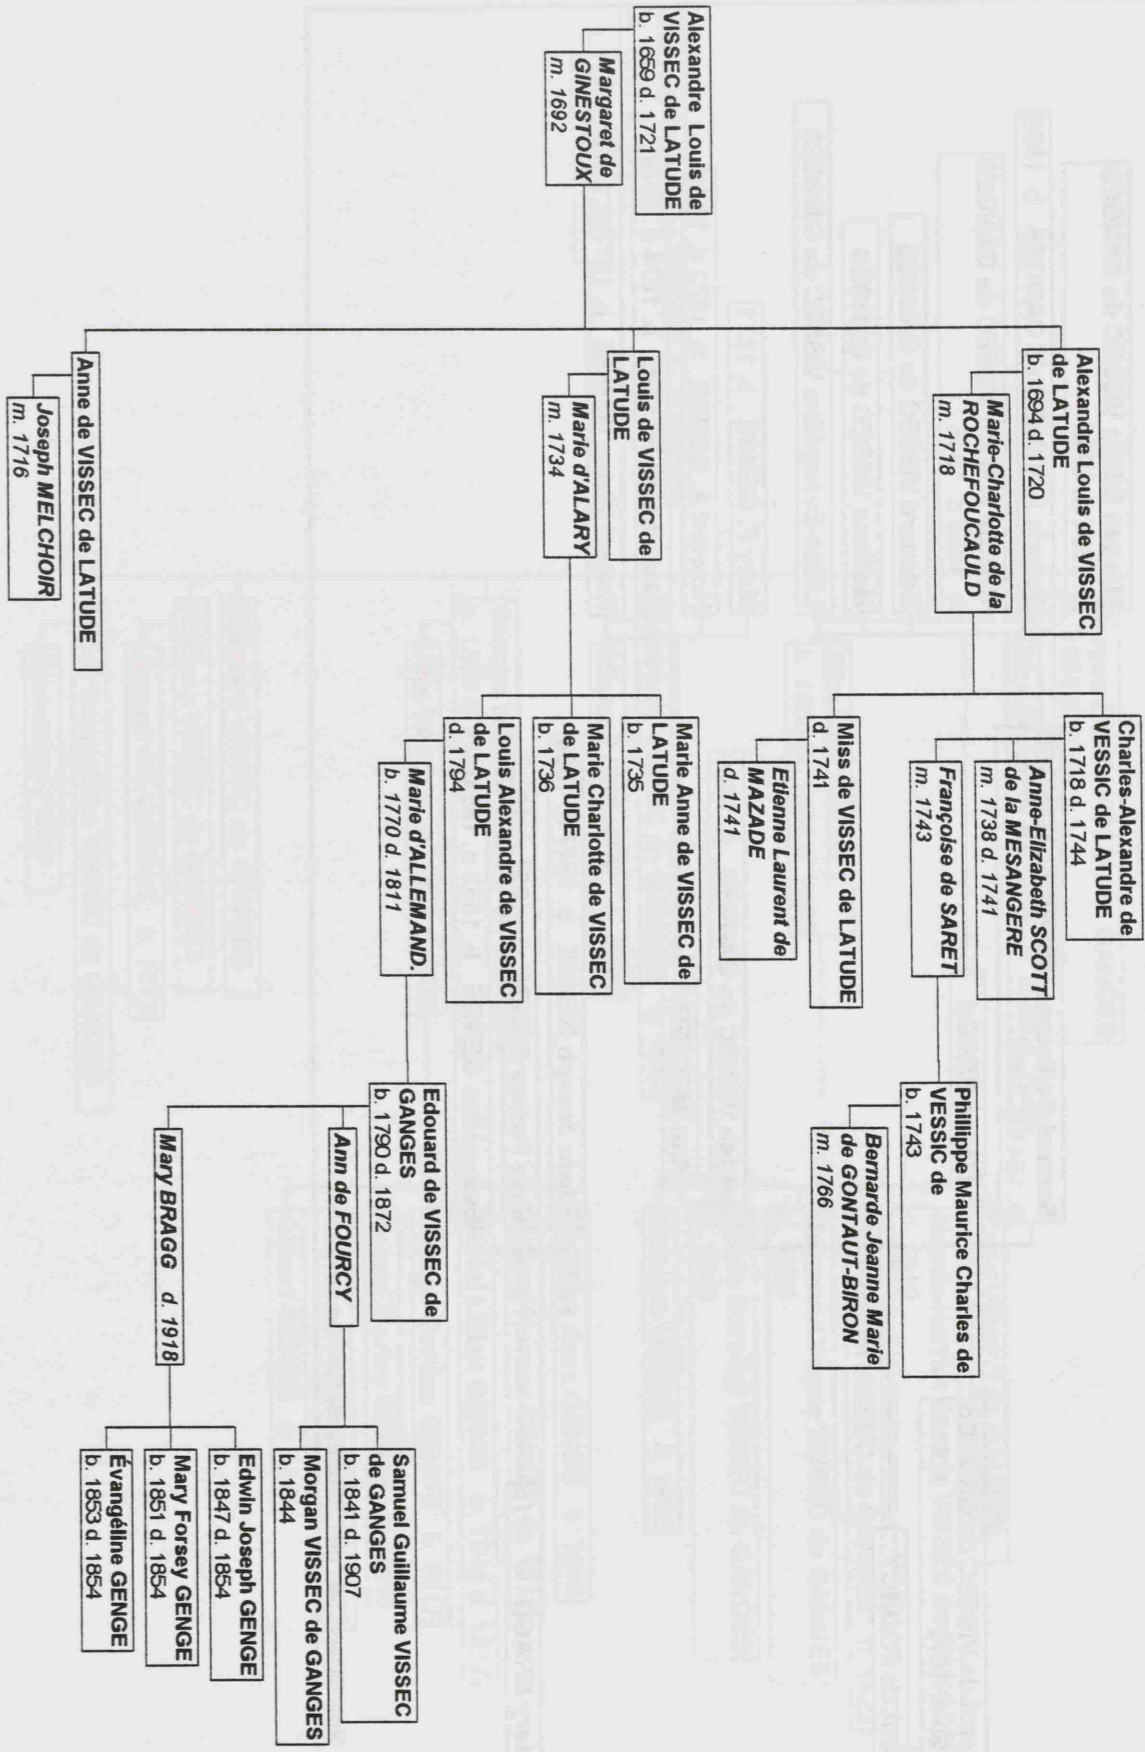 Alexandre Louis de
VISSEC de LATUDE
b. 1659 d. 1721
Margaret de
GINESTOUX
m. 1692
Alexandre Louis de VISSEC
de LATUDE
b. 1694 d. 1720
Marie-Charlotte de la
ROCHEFOUCAULD
m. 1718
Charles-Alexandre de
VESSIC de LATUDE
b. 1718 d. 1744
Anne-Elizabeth SCOTT
de la MESANGERE
m. 1738 d. 1741
Françoise de SARET
m. 1743
Phillippe Maurice Charles de
VESSIC de
b. 1743
Bernarde Jeanne Marie
de GONTAUT-BIRON
m. 1766
Miss de VISSEC de LATUDE
d. 1741
Etienne Laurent de
MAZADE
d. 1741
Louis de VISSEC de
LATUDE
Marie d'ALARY
m. 1734
Marie Anne de VISSEC de
LATUDE
b. 1735
Marie Charlotte de VISSEC
de LATUDE
b. 1736
Louis Alexandre de VISSEC
de LATUDE
d. 1794
Marie d'ALLEMAND.
b. 1770 d. 1811
Edouard de VISSEC de
GANGES
b. 1790 d. 1872
Ann de FOURCY
Samuel Guillaume VISSEC
de GANGES
b. 1841 d. 1907
Morgan VISSEC de GANGES
b. 1844
Mary BRAGG d. 1918
Edwin Joseph GENGE
b. 1847 d. 1854
Mary Forsey GENGE
b. 1851 d. 1854
Évangéline GENGE
b. 1853 d. 1854
Anne de VISSEC de LATUDE
Joseph MELCHOIR
m. 1716